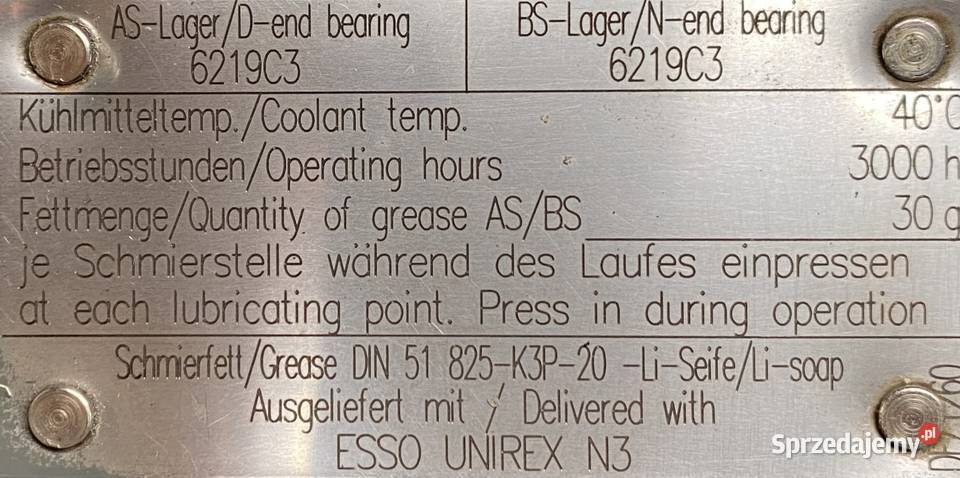 AS-Lager/D-end bearing
6219C3
BS-Lager/N-end bearing
6219C3
Kühlmitteltemp./Coolant temp. 40°C
Betriebsstunden/Operating hours 3000 h
Fettmenge/Quantity of grease AS/BS 30 g
je Schmierstelle während des Laufes einpressen
at each lubricating point. Press in during operation
Schmierfett/Grease DIN 51 825-K3P-20 -Li-Seife/Li-soap
Ausgeliefert mit / Delivered with
ESSO UNIREX N3
Sprzedajemy.pl